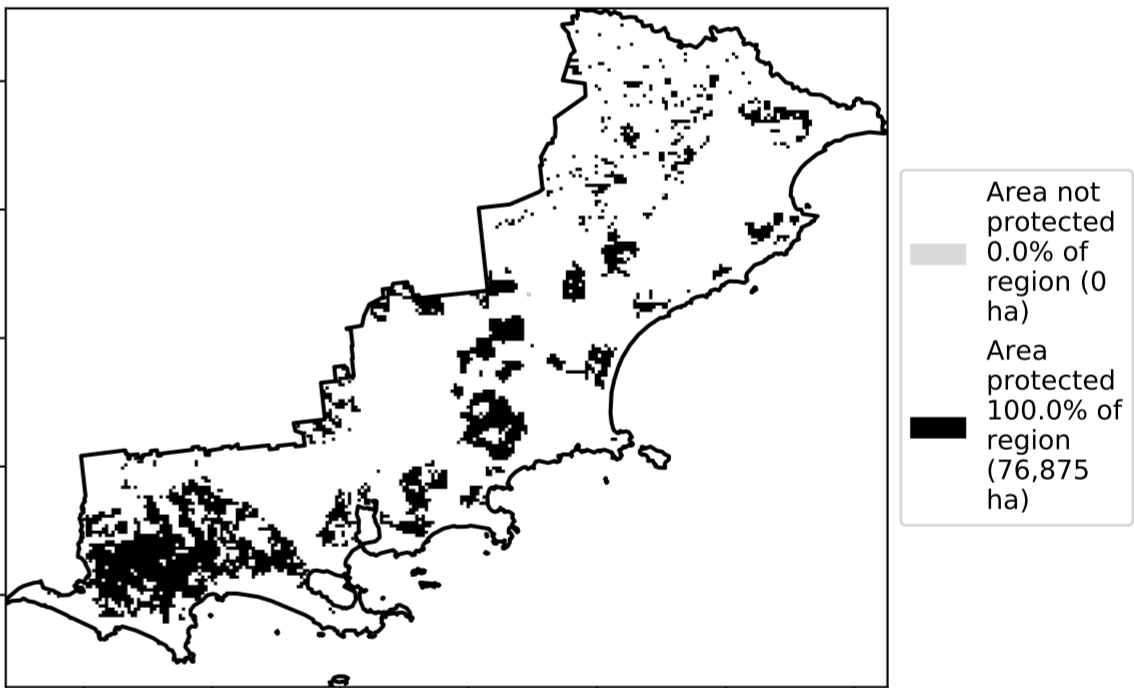 Area not
protected
0.0% of
region (0
ha)
Area
protected
100.0% of
region
(76,875
ha)